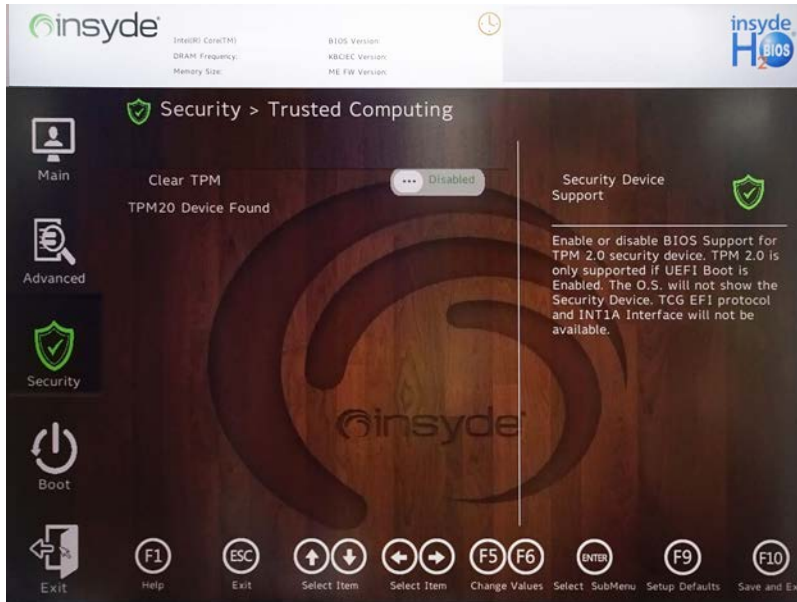 insyde
Intel(R) Core(TM)
DRAM Frequency:
Memory Size:
BIOS Version:
KBC/EC Version:
ME FW Version:
insyde
H2O BIOS
Security > Trusted Computing
Main
Advanced
Security
Boot
Exit
Clear TPM
Disabled
TPM20 Device Found
Security Device
Support
Enable or disable BIOS Support for
TPM 2.0 security device. TPM 2.0 is
only supported if UEFI Boot is
Enabled. The O.S. will not show the
Security Device. TCG EFI protocol
and INT1A Interface will not be
available.
insyde
F1
Help
ESC
Exit
Select Item
Select Item
F5 F6
Change Values
ENTER
Select SubMenu
F9
Setup Defaults
F10
Save and Ex